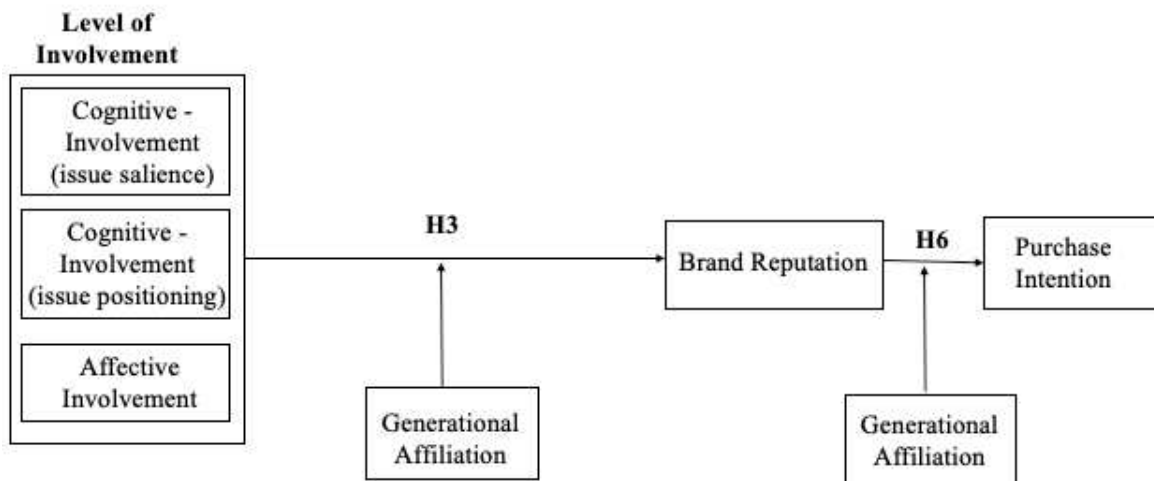 Level of
Involvement
Cognitive -
Involvement
(issue salience)
Cognitive -
Involvement
(issue positioning)
Affective
Involvement
H3
Generational
Affiliation
Brand Reputation
H6
Generational
Affiliation
Purchase
Intention